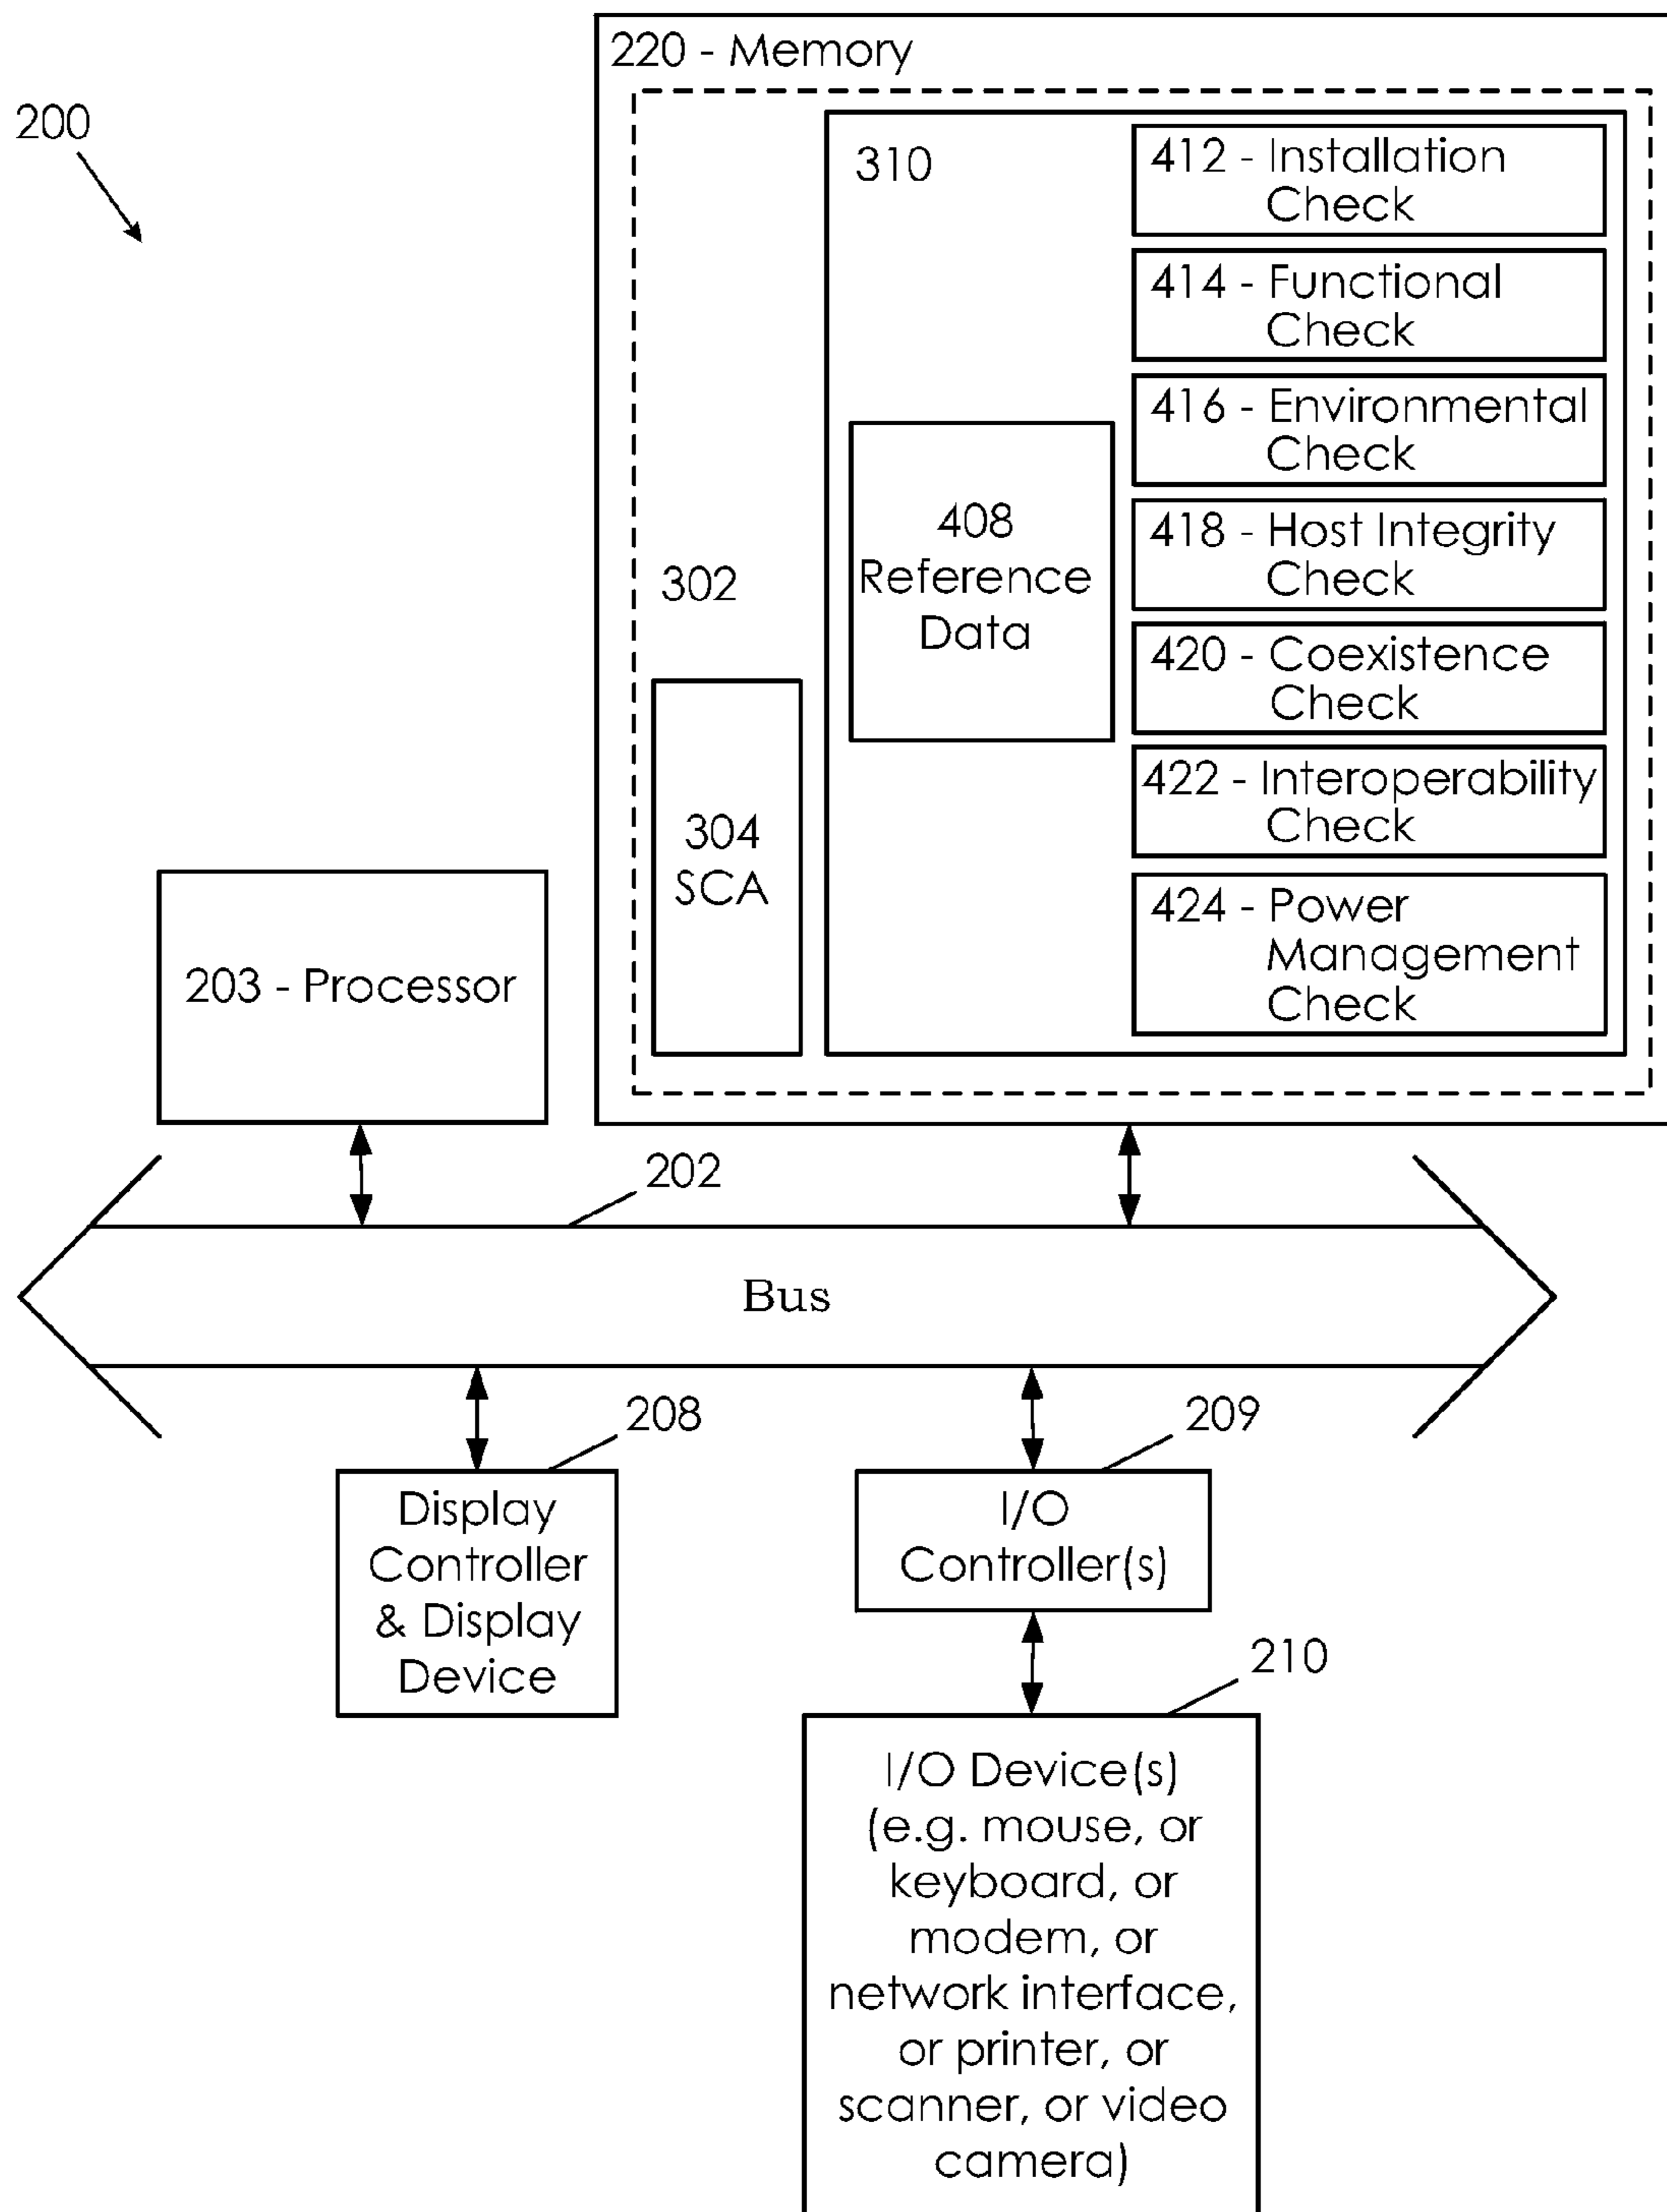 220 - Memory
200
310
412 - Installation
Check
414 - Functional
Check
416 - Environmental
Check
408
Reference
Data
418 - Host Integrity
Check
302
420 - Coexistence
Check
422 - Interoperability
Check
304
SCA
424 - Power
Management
Check
203 - Processor
202
Bus
208
209
Display
Controller
& Display
Device
I/O
Controller(s)
210
I/O Device(s)
(e.g. mouse, or
keyboard, or
modem, or
network interface,
or printer, or
scanner, or video
camera)